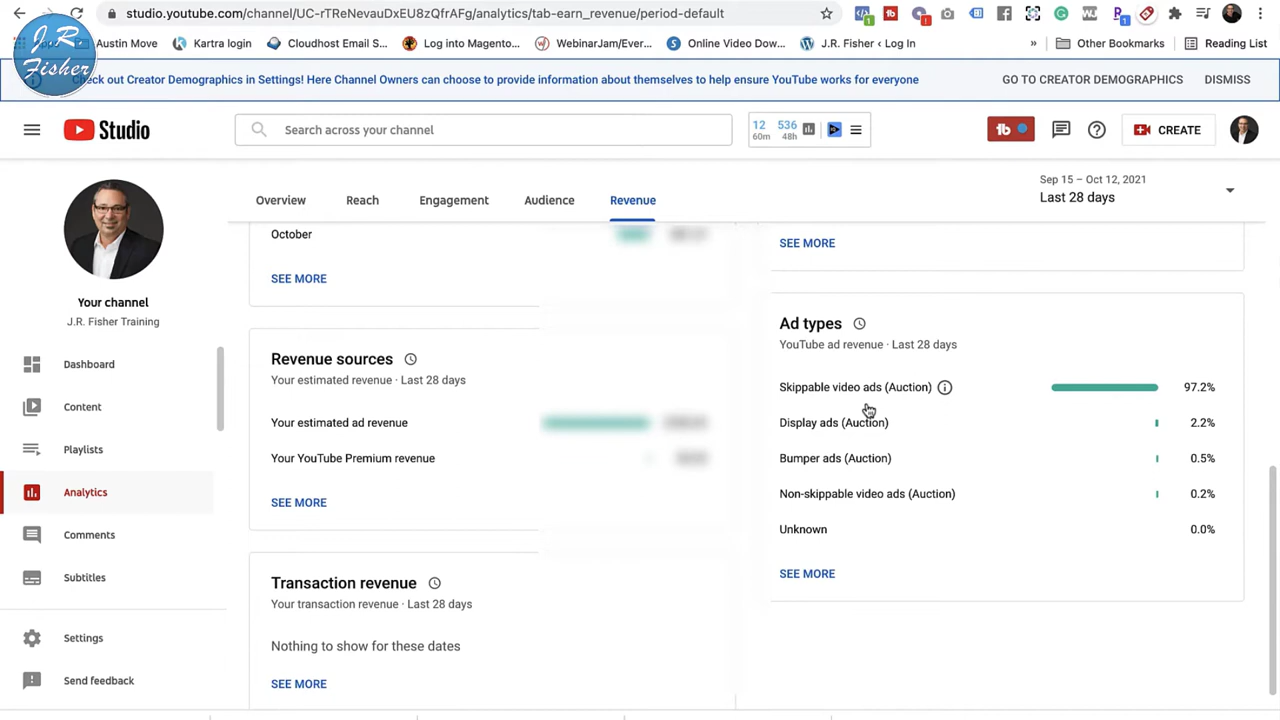 studio.youtube.com/channel/UC-rTReNevauDxEU8zQfrAFg/analytics/tab-earn_revenue/period-default
J.R.
Fisher
Austin Move
Kartra login
Cloudhost Email S...
Log into Magento...
WebinarJam/Ever...
Online Video Dow...
J.R. Fisher ‹ Log In
»
Other Bookmarks
Reading List
Check out Creator Demographics in Settings! Here Channel Owners can choose to provide information about themselves to help ensure YouTube works for everyone
GO TO CREATOR DEMOGRAPHICS
DISMISS
Studio
Search across your channel
12
60m
536
48h
tb
CREATE
Your channel
J.R. Fisher Training
Dashboard
Content
Playlists
Analytics
Comments
Subtitles
Settings
Send feedback
Overview
Reach
Engagement
Audience
Revenue
Sep 15 – Oct 12, 2021
Last 28 days
October
SEE MORE
Revenue sources
Your estimated revenue · Last 28 days
Your estimated ad revenue
Your YouTube Premium revenue
SEE MORE
Transaction revenue
Your transaction revenue · Last 28 days
Nothing to show for these dates
SEE MORE
SEE MORE
Ad types
YouTube ad revenue · Last 28 days
Skippable video ads (Auction) 97.2%
Display ads (Auction) 2.2%
Bumper ads (Auction) 0.5%
Non-skippable video ads (Auction) 0.2%
Unknown 0.0%
SEE MORE